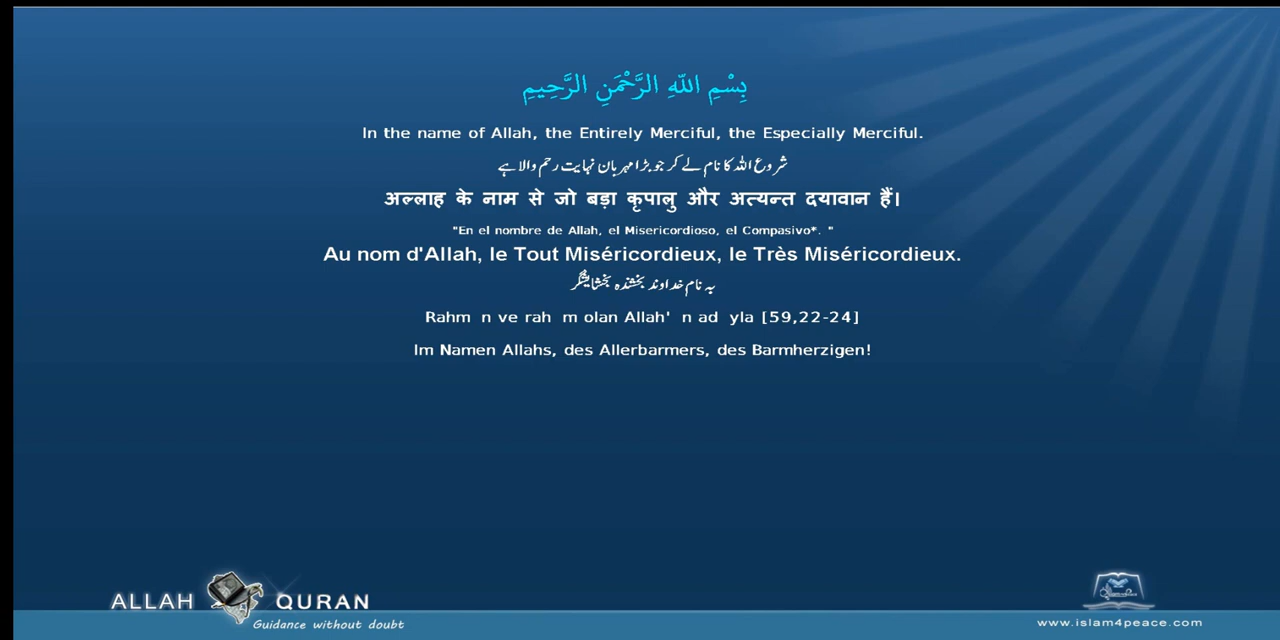 بِسْمِ اللّهِ الرَّحْمَنِ الرَّحِيمِ
In the name of Allah, the Entirely Merciful, the Especially Merciful.
شروع الله کا نام لے کر جو بڑا مہربان نہایت رحم والا ہے
अल्लाह के नाम से जो बड़ा कृपालु और अत्यन्त दयावान हैं।
"En el nombre de Allah, el Misericordioso, el Compasivo*. "
Au nom d'Allah, le Tout Miséricordieux, le Très Miséricordieux.
به نام خداوند بخشنده بخشایشگر
Rahm n ve rah m olan Allah' n ad yla [59,22-24]
Im Namen Allahs, des Allerbarmers, des Barmherzigen!
ALLAH QURAN
Guidance without doubt
www.islam4peace.com